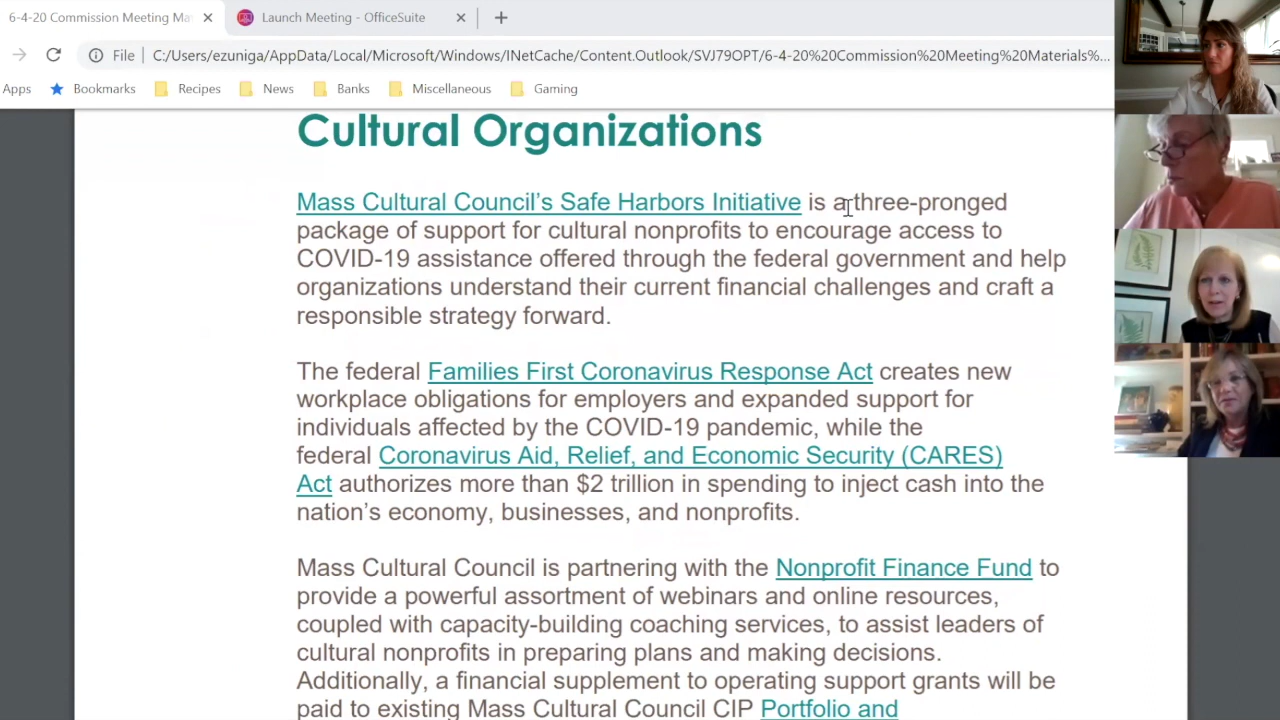 6-4-20 Commission Meeting Ma
Launch Meeting - OfficeSuite
File
C:/Users/ezuniga/AppData/Local/Microsoft/Windows/INetCache/Content.Outlook/SVJ79OPT/6-4-20%20Commission%20Meeting%20Materials%...
Apps
Bookmarks
Recipes
News
Banks
Miscellaneous
Gaming
Cultural Organizations
Mass Cultural Council’s Safe Harbors Initiative is a three-pronged
package of support for cultural nonprofits to encourage access to
COVID-19 assistance offered through the federal government and help
organizations understand their current financial challenges and craft a
responsible strategy forward.
The federal Families First Coronavirus Response Act creates new
workplace obligations for employers and expanded support for
individuals affected by the COVID-19 pandemic, while the
federal Coronavirus Aid, Relief, and Economic Security (CARES)
Act authorizes more than $2 trillion in spending to inject cash into the
nation’s economy, businesses, and nonprofits.
Mass Cultural Council is partnering with the Nonprofit Finance Fund to
provide a powerful assortment of webinars and online resources,
coupled with capacity-building coaching services, to assist leaders of
cultural nonprofits in preparing plans and making decisions.
Additionally, a financial supplement to operating support grants will be
paid to existing Mass Cultural Council CIP Portfolio and